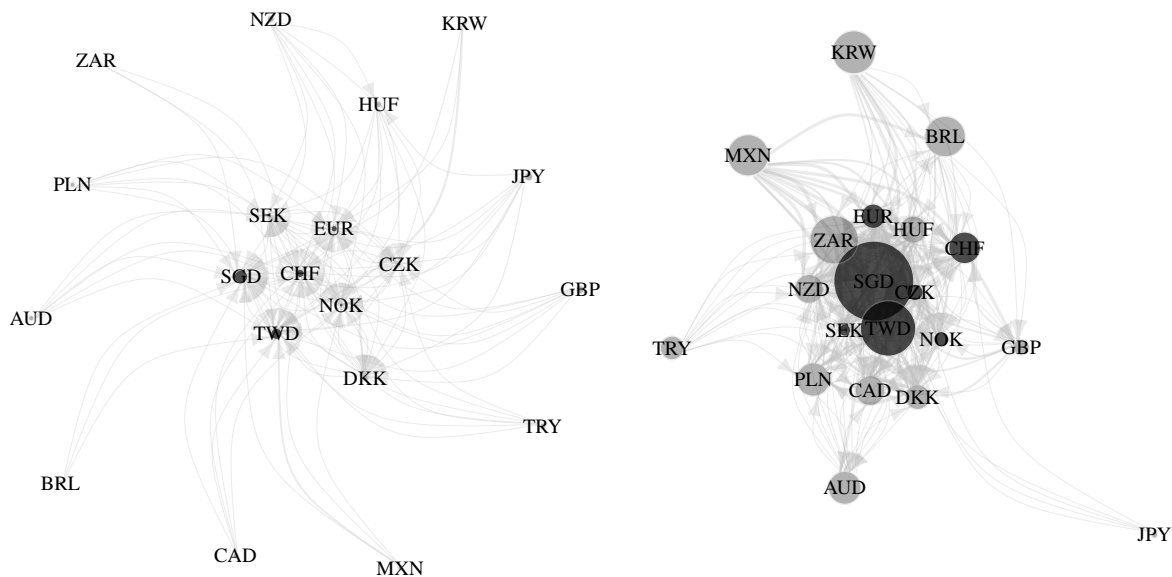 NZD
KRW
ZAR
HUF
PLN
JPY
SEK
EUR
CZK
SGD
CHF
GBP
NOK
AUD
TWD
DKK
TRY
BRL
CAD
MXN
KRW
BRL
MXN
EUR
HUF
ZAR
CHF
SGD
NZD
CZK
SEK
TWD
NOK
TRY
GBP
PLN
CAD
DKK
AUD
JPY